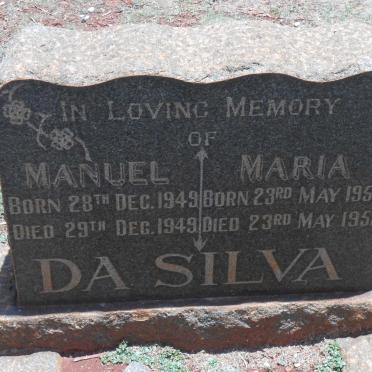 IN LOVING MEMORY
OF
MANUEL
BORN 28TH DEC. 1949
DIED 29TH DEC. 1949
MARIA
BORN 23RD MAY 195
DIED 23RD MAY 195
DA SILVA